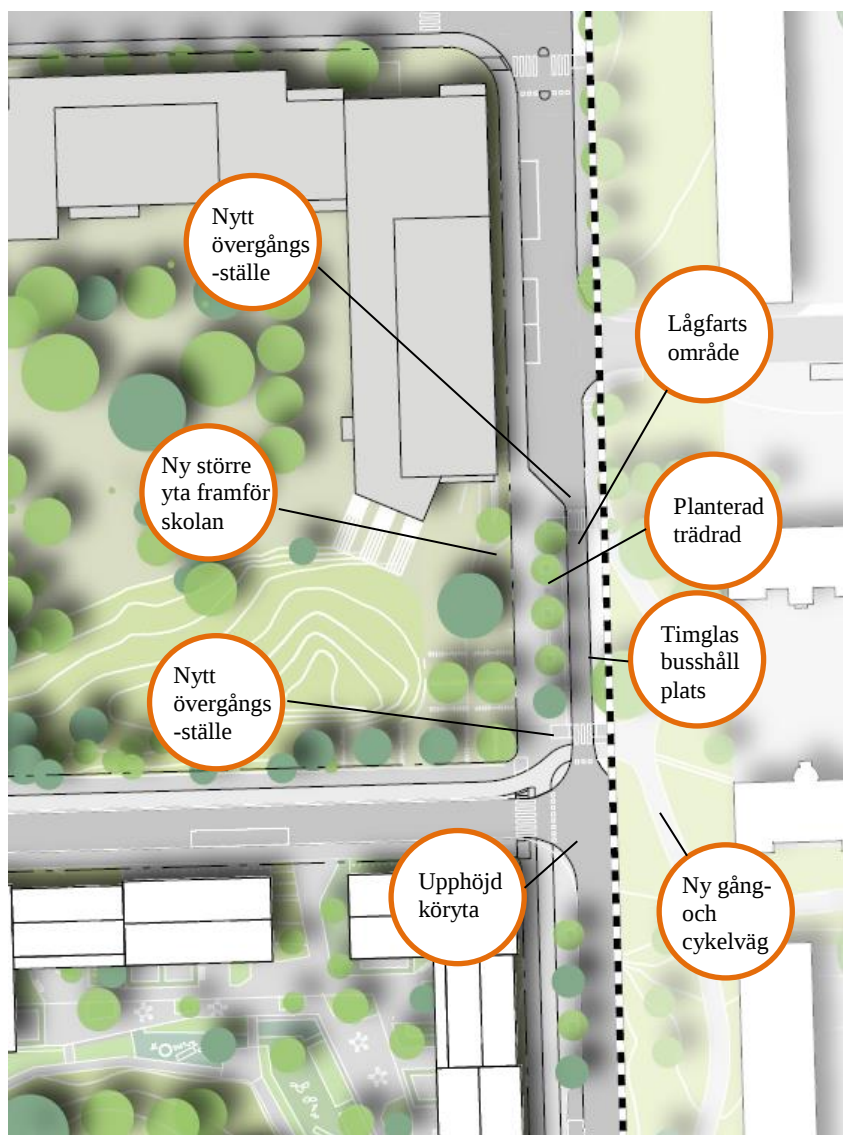 Nytt
övergångs
-ställe
Lågfarts
område
Ny större
yta framför
skolan
Planterad
trädrad
Timglas
busshåll
plats
Nytt
övergångs
-ställe
Upphöjd
köryta
Ny gång-
och
cykelväg